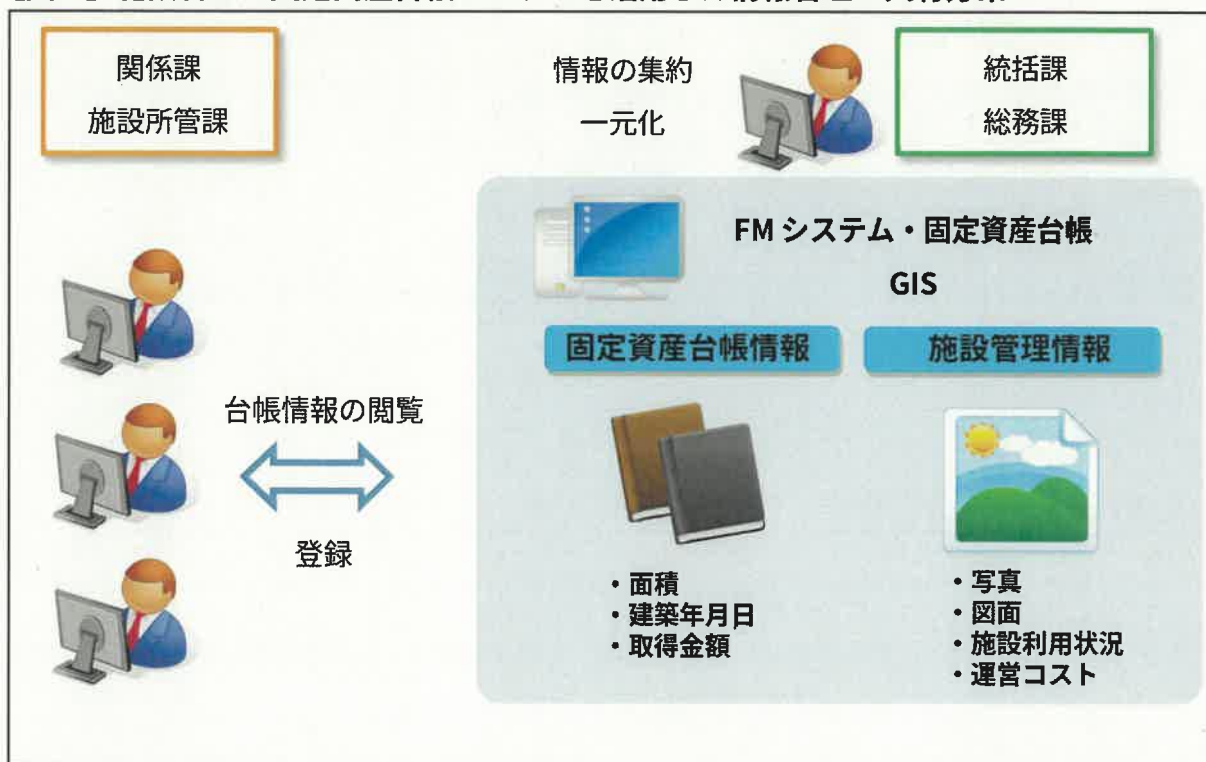 関係課
施設所管課
情報の集約
一元化
統括課
総務課
FM システム・固定資産台帳
GIS
固定資産台帳情報
施設管理情報
台帳情報の閲覧
登録
・面積
・建築年月日
・取得金額
・写真
・図面
・施設利用状況
・運営コスト